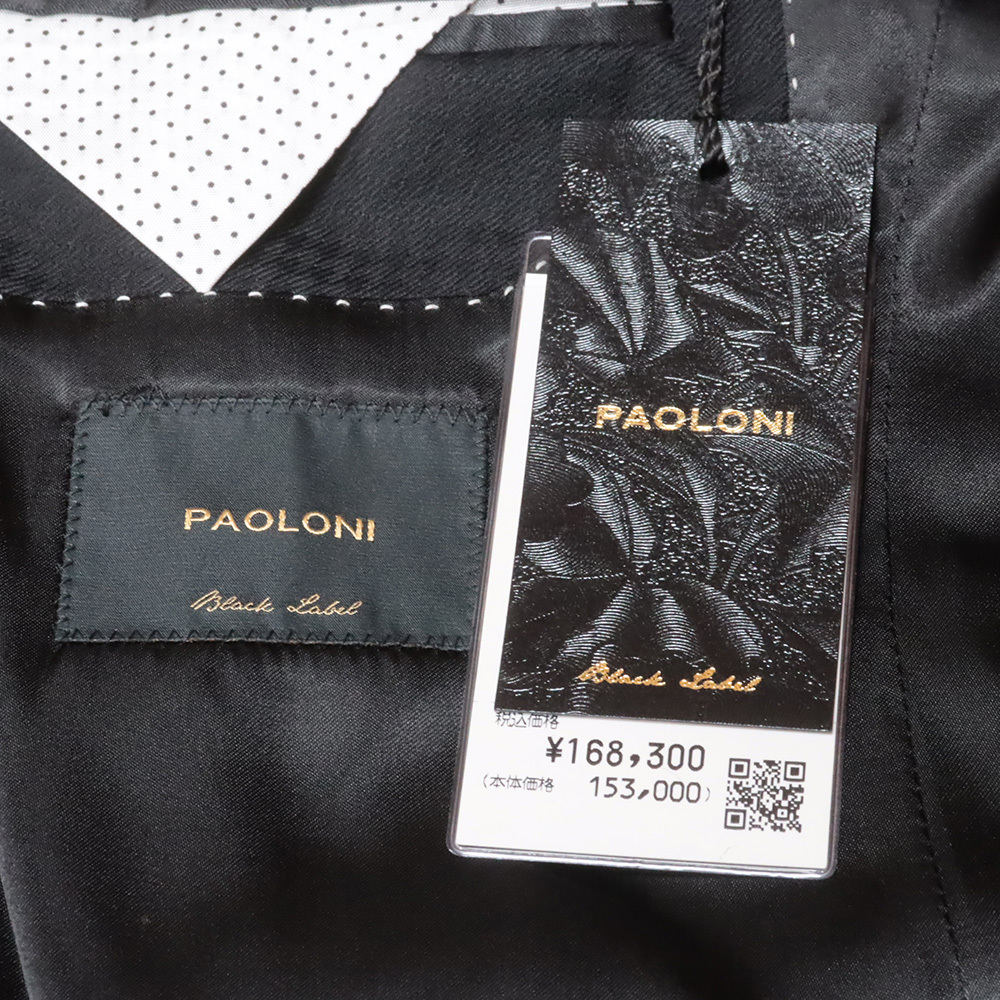 PAOLONI
Black Label
PAOLONI
Black Label
税込価格
¥168,300
(本体価格 153,000)